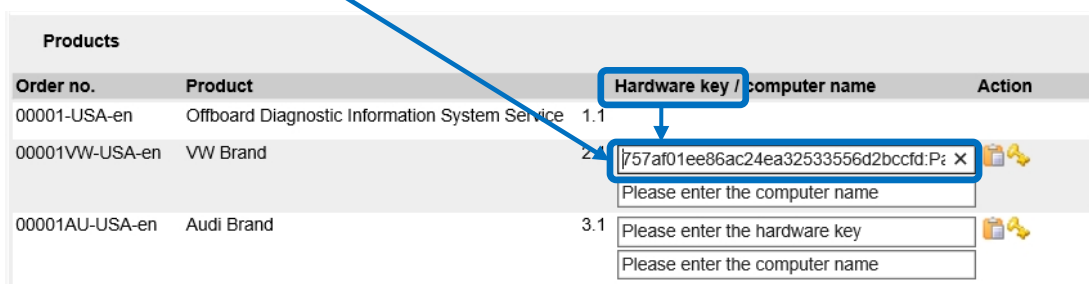 Products
Order no. Product Hardware key / computer name Action
00001-USA-en Offboard Diagnostic Information System Service 1.1
00001VW-USA-en VW Brand 757af01ee86ac24ea32533556d2bccfd:Pa
Please enter the computer name
00001AU-USA-en Audi Brand 3.1 Please enter the hardware key
Please enter the computer name